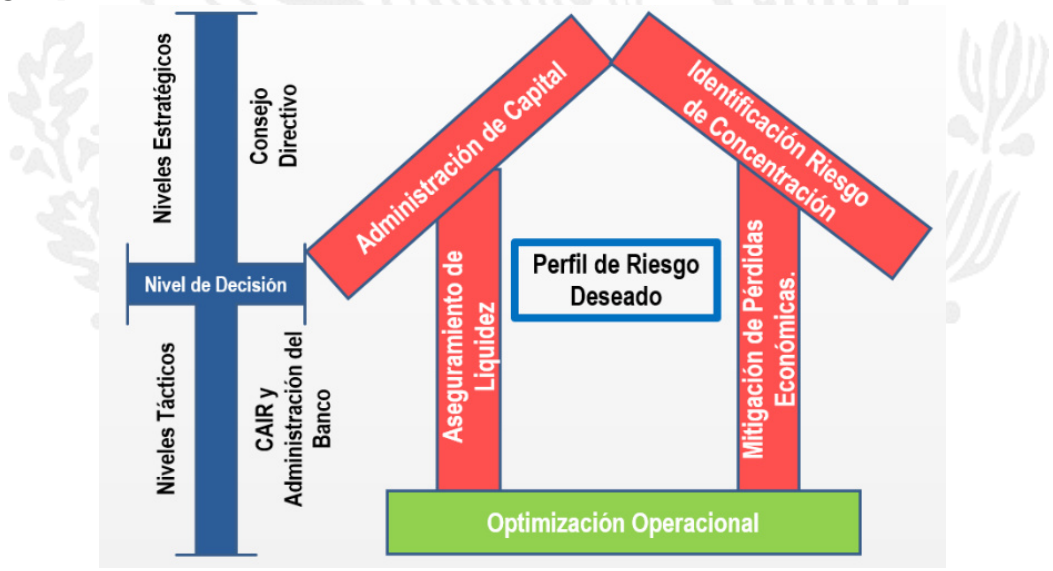 Niveles Estratégicos
Consejo
Directivo
Nivel de Decisión
Niveles Tácticos
CAIR y
Administración del
Banco
Administración de Capital
Identificación Riesgo
de Concentración
Aseguramiento de
Liquidez
Perfil de Riesgo
Deseado
Mitigación de Pérdidas
Económicas.
Optimización Operacional